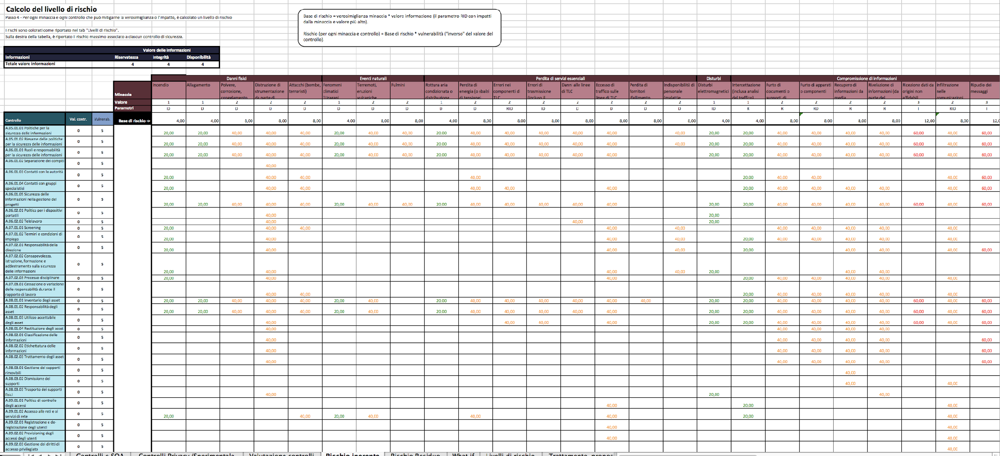 Calcolo del livello di rischio
Passo 4 - Per ogni minaccia e ogni controllo che può mitigarne la verosimiglianza o l'impatto, è calcolato un livello di rischio
I rischi sono colorati come riportato nel tab "Livelli di rischio".
Sulla destra della tabella, è riportato il rischio massimo associato a ciascun controllo di sicurezza.
Base di rischio = verosimiglianza minaccia * valore informazione (il parametro RID con impatti
dalla minaccia e valore più alto).
Rischio (per ogni minaccia e controllo) = Base di rischio * vulnerabilità ("inverso" del valore del
controllo).
Valore delle informazioni
Informazioni Riservatezza Integrità Disponibilità
Totale valore informazioni 4 4 4
Danni fisici Eventi naturali Perdita di servizi essenziali Disturbi Compromissione di informazioni
Minaccia
Incendio
Allagamento
Polvere,
corrosione,
congelamento
Distruzione di
strumentazione
da parte di
Attacchi (bombe,
terroristi)
Fenomeni
climatici
(Uragani
Terremoti,
eruzioni
vulcaniche
Fulmini
Rottura aria
condizionata o
distribuzione
Perdita di
energia (o sbalzi
di tensione)
Errori nei
componenti di
TLC
Errori di
trasmissione
(incluso il
Danni alle linee
di TLC
Eccesso di
traffico sulle
linee di TLC
Perdita di
fornitori
(fallimento
Indisponibilità di
personale
(malattie
Disturbi
elettromagnetici
Intercettazione
(inclusa analisi
del traffico)
Furto di
documenti o
supporti di
Furto di apparati
o componenti
Recupero di
informazioni da
media
Rivelazione di
informazioni (da
parte del
Ricezione dati da
origini non
affidabili
Infiltrazione
nelle
comunicazioni
Ripudio dei
messaggi
Valore 1 1 2 2 2 1 2 2 1 2 2 2 2 2 2 2 1 1 2 2 2 2 3 2 3
Parametri ID D D D D D D D D D RID ID D D D D ID R R RD R R I RID I
Controllo Val. contr. Vulnerab. Base di rischio -> 4,00 4,00 8,00 8,00 8,00 4,00 8,00 8,00 4,00 8,00 8,00 8,00 8,00 8,00 8,00 8,00 4,00 4,00 8,00 8,00 8,00 8,00 12,00 8,00 12,0
A.05.01.01 Politiche per la
sicurezza delle informazioni
0 5 20,00 20,00 40,00 40,00 40,00 20,00 40,00 40,00 20,00 40,00 40,00 40,00 40,00 40,00 40,00 20,00 20,00 40,00 40,00 40,00 40,00 60,00 40,00 60,00
A.05.01.02 Riesame delle politiche
per la sicurezza delle informazioni
0 5 20,00 20,00 40,00 40,00 40,00 20,00 40,00 40,00 20,00 40,00 40,00 40,00 40,00 40,00 40,00 20,00 20,00 40,00 40,00 40,00 40,00 60,00 40,00 60,00
A.06.01.01 Ruoli e responsabilità
per la sicurezza delle informazioni
0 5 20,00 20,00 40,00 40,00 40,00 20,00 40,00 40,00 20,00 40,00 40,00 40,00 40,00 40,00 20,00 20,00 40,00 40,00 40,00 40,00 60,00 40,00 60,00
A.06.01.02 Separazione dei compiti
0 5 40,00
A.06.01.03 Contatti con le autorità
0 5 20,00 40,00 40,00 40,00 20,00 40,00 40,00 40,00 60,00
A.06.01.04 Contatti con gruppi
specialistici
0 5 20,00 40,00 40,00 40,00 40,00 40,00 20,00 40,00 40,00 40,00 40,00 40,00 60,00
A.06.01.05 Sicurezza delle
informazioni nella gestione dei
progetti
0 5 20,00 20,00 40,00 40,00 40,00 20,00 40,00 40,00 20,00 40,00 40,00 40,00 40,00 40,00 20,00 20,00 40,00 40,00 40,00 40,00 60,00 40,00 60,00
A.06.02.01 Politica per i dispositivi
portatili
0 5 40,00 20,00
A.06.02.02 Telelavoro 0 5 40,00 40,00 20,00
A.07.01.01 Screening 0 5 20,00 40,00 40,00 40,00 40,00 40,00 40,00 40,00 40,00 40,00
A.07.01.02 Termini e condizioni di
impiego
0 5 20,00 40,00 40,00 40,00 20,00 40,00 40,00 40,00 40,00 40,00
A.07.02.01 Responsabilità della
direzione
0 5 20,00 40,00 40,00 40,00 20,00 40,00 40,00 40,00 60,00
A.07.02.02 Consapevolezza,
istruzione, formazione e
addestramento sulla sicurezza
delle informazioni
0 5 20,00 40,00 40,00 40,00 20,00 40,00 40,00
A.07.02.03 Processo disciplinare 0 5 20,00 40,00 40,00 20,00 40,00 40,00 40,00 40,00 40,00
A.07.03.01 Cessazione o variazione
delle responsabilità durante il
rapporto di lavoro
0 5 40,00 40,00 20,00 40,00 40,00 40,00 40,00 40,00
A.08.01.01 Inventario degli asset 0 5 20,00 20,00 40,00 40,00 40,00 20,00 40,00 20,00 40,00 40,00 40,00 40,00 40,00 40,00 20,00 20,00 40,00 40,00 40,00 40,00 60,00 40,00 60,00
A.08.01.02 Responsabilità degli
asset
0 5 20,00 20,00 40,00 40,00 40,00 20,00 40,00 20,00 40,00 40,00 40,00 40,00 40,00 20,00 20,00 40,00 40,00 40,00 40,00 60,00 40,00 60,00
A.08.01.03 Utilizzo accettabile
degli asset
0 5 40,00 40,00 40,00 40,00 20,00 20,00 40,00 40,00 40,00 40,00 60,00 40,00 60,00
A.08.01.04 Restituzione degli asset 0 5 40,00 40,00 40,00 40,00 40,00
A.08.02.01 Classificazione delle
informazioni
0 5 40,00 40,00 40,00 40,00 40,00 60,00
A.08.02.02 Etichettatura delle
informazioni
0 5 40,00 40,00 40,00 40,00 40,00 60,00
A.08.02.03 Trattamento degli asset
0 5 40,00 40,00 40,00 40,00 40,00 60,00
A.08.03.01 Gestione dei supporti
rimovibili
0 5 40,00
A.08.03.02 Dismissione dei
supporti
0 5 40,00 40,00
A.08.03.03 Trasporto dei supporti
fisici
0 5 40,00 20,00 40,00
A.09.01.01 Politica di controllo
degli accessi
0 5 40,00 20,00 40,00
A.09.01.02 Accesso alle reti e ai
servizi di rete
0 5 20,00 40,00 20,00 40,00 40,00 40,00 20,00 40,00
A.09.02.01 Registrazione e de-
registrazione degli utenti
0 5 40,00 40,00
A.09.02.02 Provisioning degli
accessi degli utenti
0 5 40,00 40,00
A.09.02.03 Gestione dei diritti di
accesso privilegiato
0 5 40,00
Controlli e SOA Controlli Privacy (Sperimentale Valutazione controlli Rischio inerente Rischio Residuo What if Livelli di rischio Trattamento